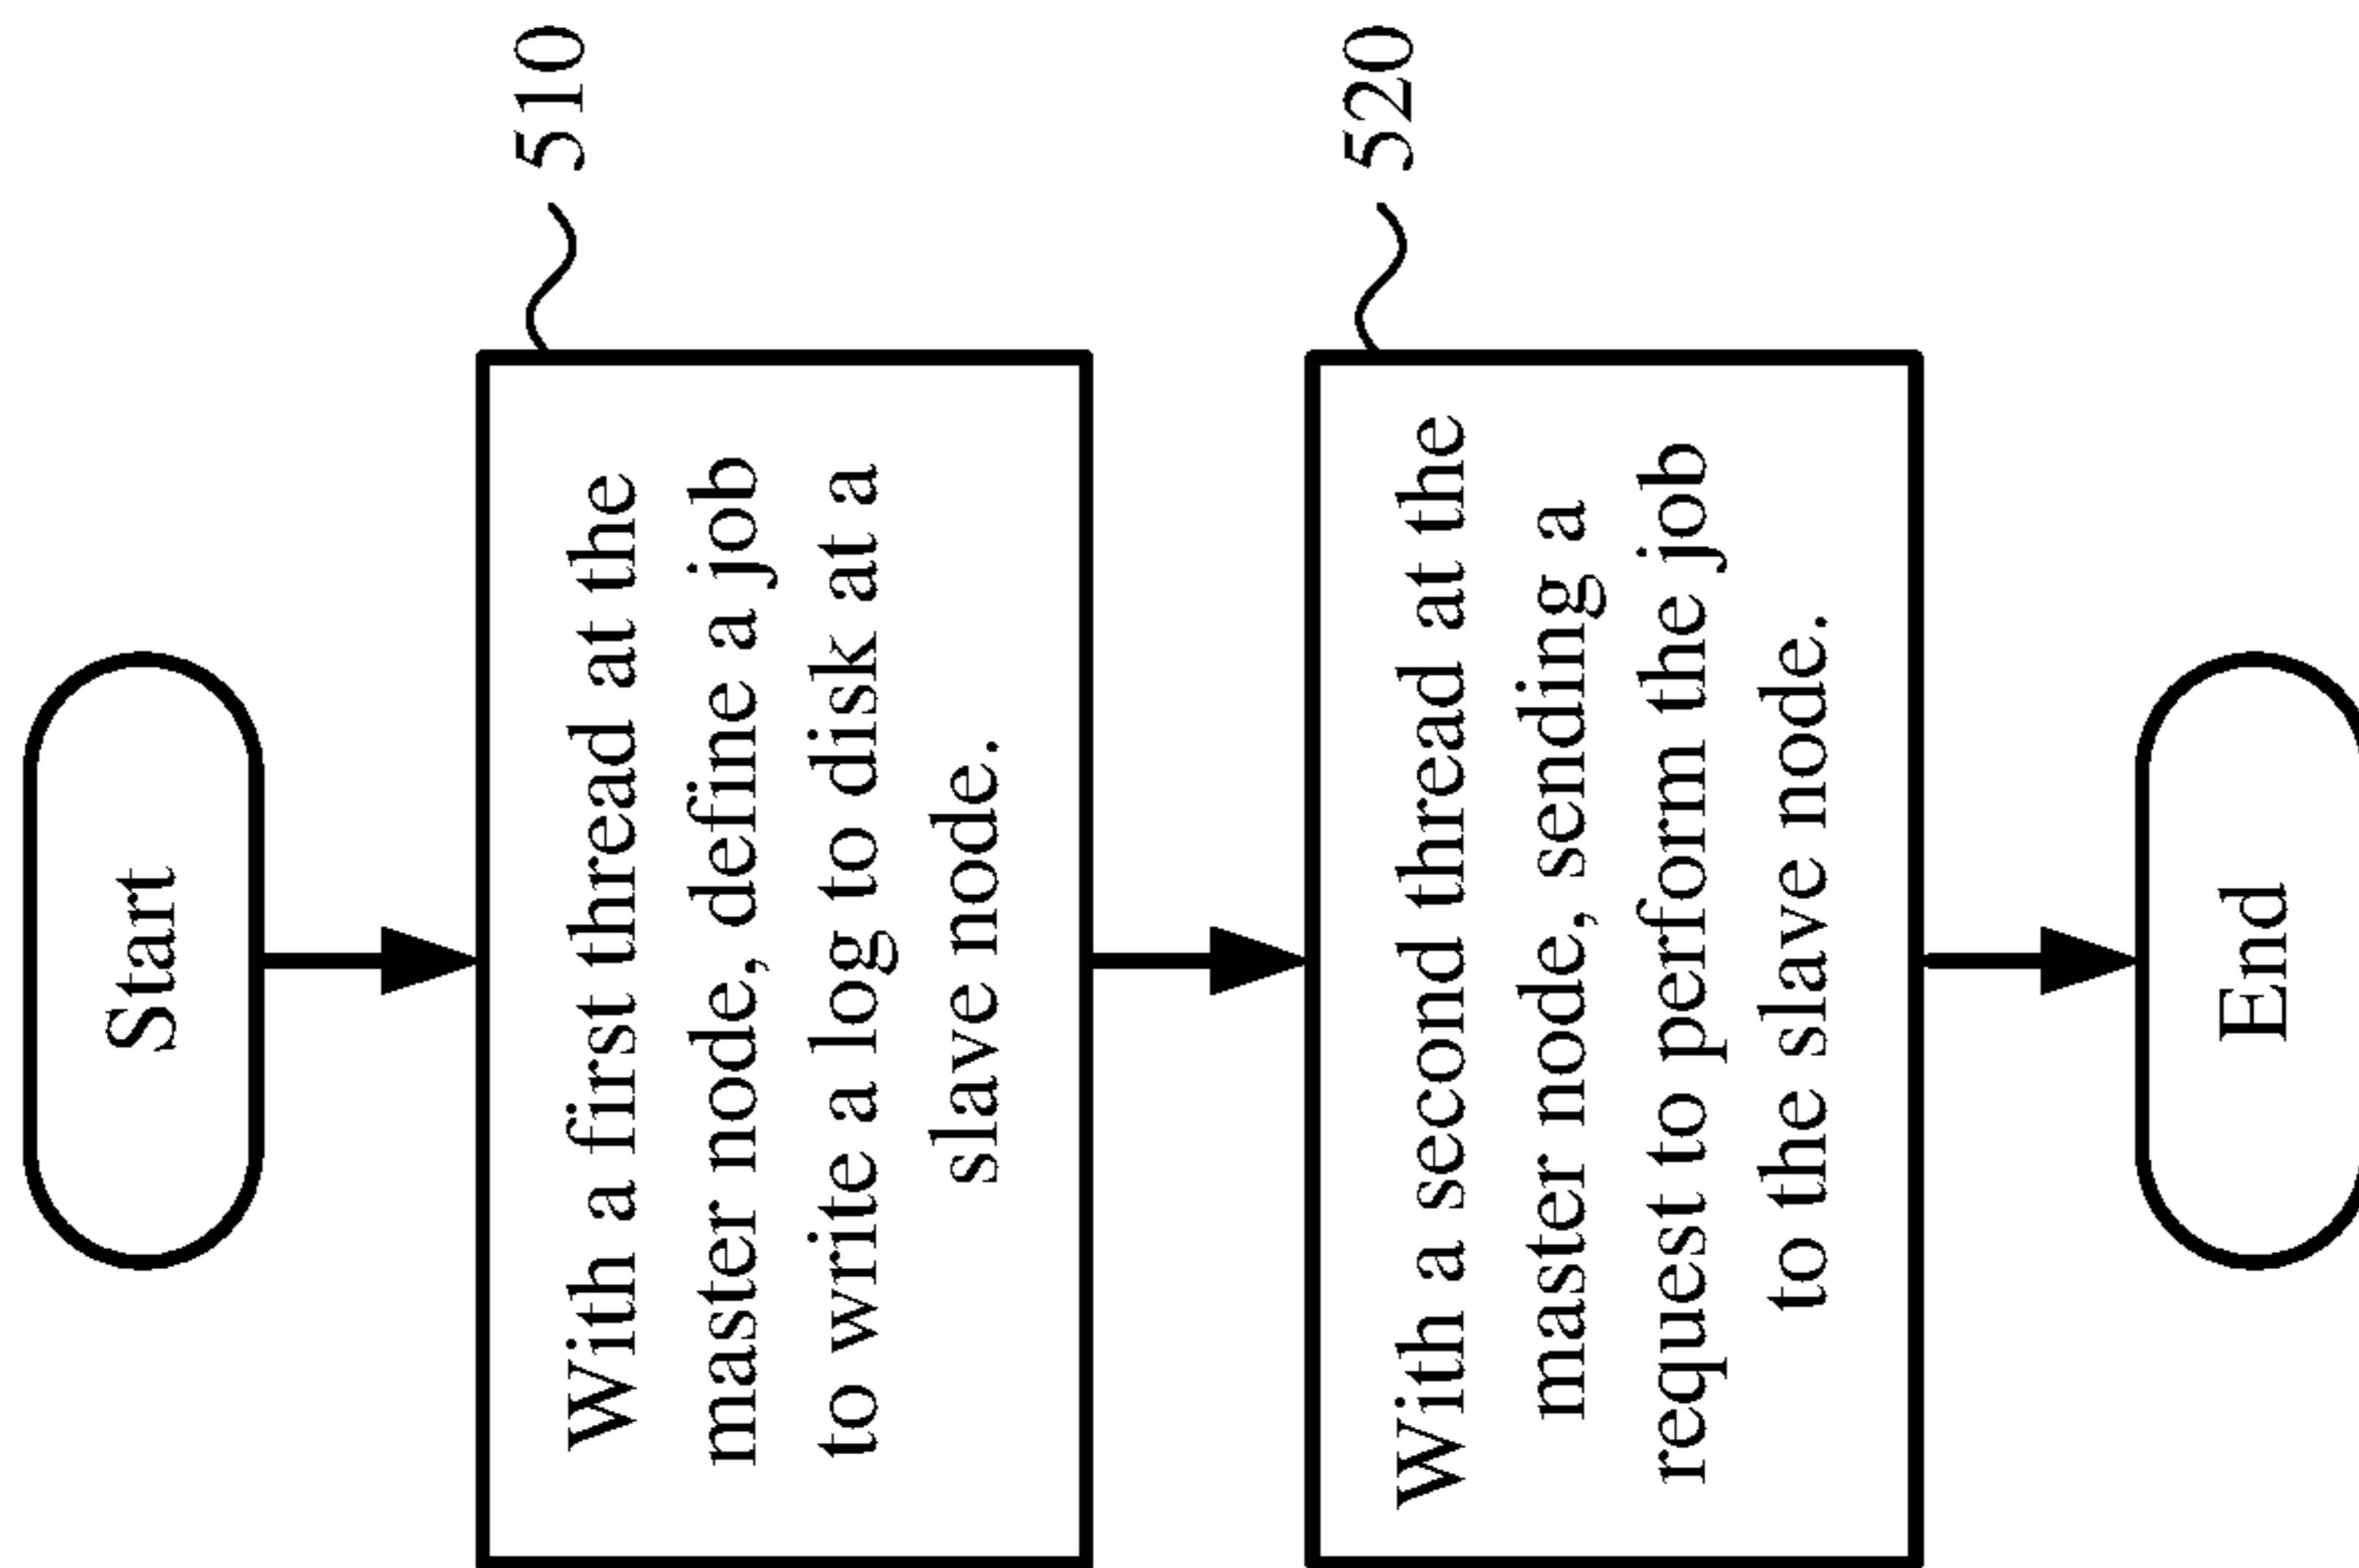 Start
With a first thread at the
master node, define a job
to write a log to disk at a
slave node.
510
With a second thread at the
master node, sending a
request to perform the job
to the slave node.
520
End